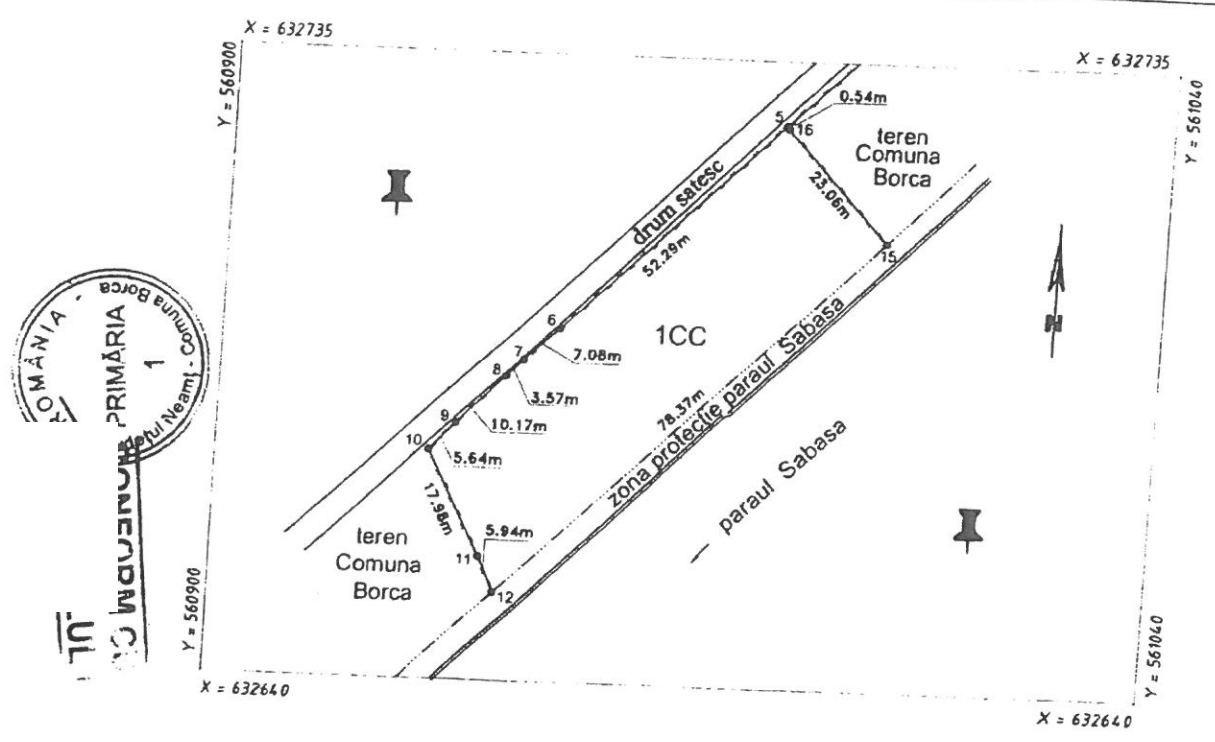 X = 632735
X = 632735
Y = 560900
Y = 561040
5
16
0.54m
teren
Comuna
Borca
drum satesc
23.06m
52.29m
15
6
7
7.08m
1CC
N
8
3.57m
9
10.17m
10
5.64m
zona protectie paraul Sabasa
78.37m
paraul Sabasa
17.98m
5.94m
11
12
teren
Comuna
Borca
ROMÂNIA -
Comuna Borca
PRIMĂRIA
1
Neamț -
Y = 560900
Y = 561040
X = 632640
X = 632640